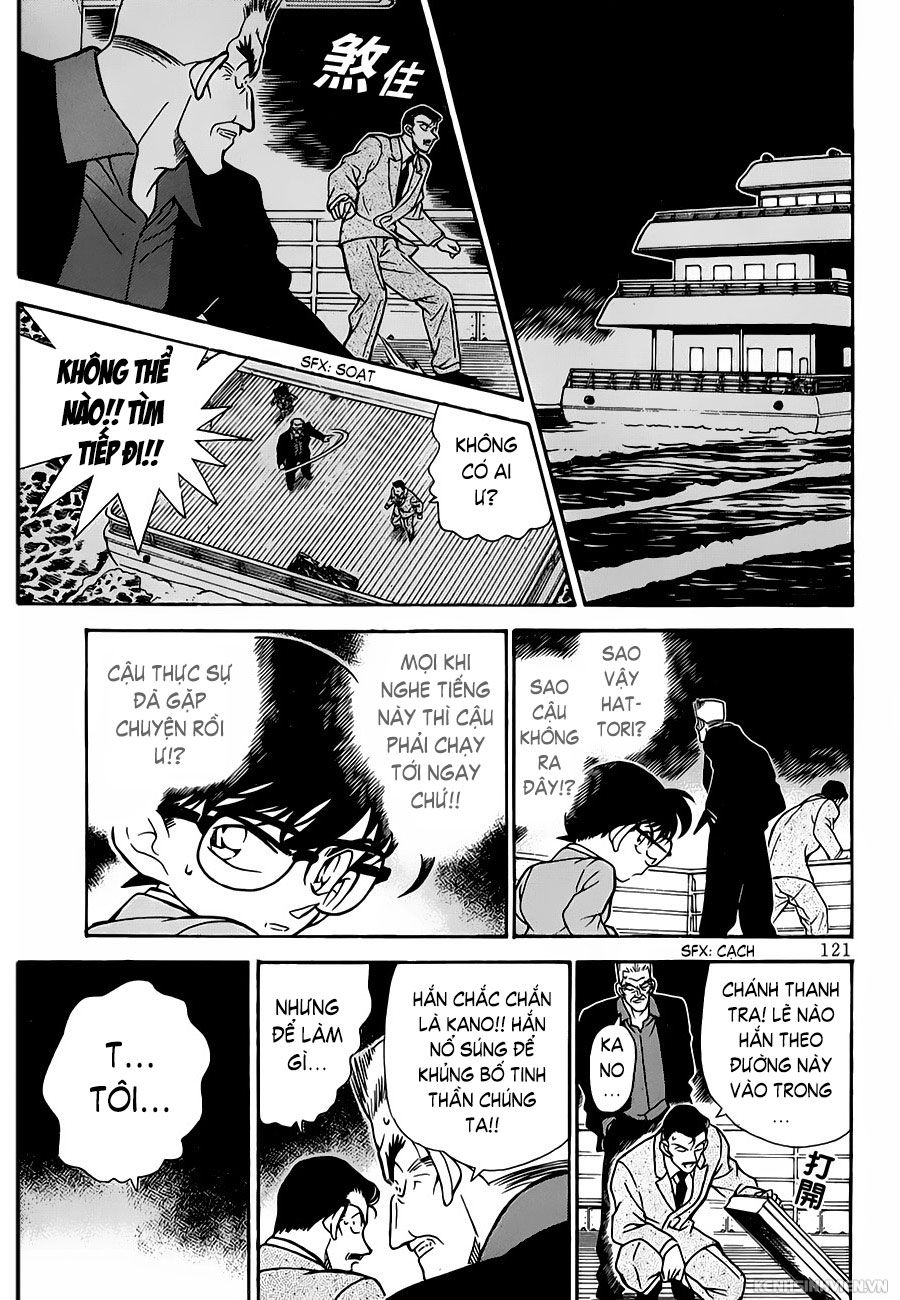 煞住
SFX: SOẠT
KHÔNG
CÓ AI
Ư?
KHÔNG THỂ
NÀO!! TÌM
TIẾP ĐI!!
SAO
VẬY
HAT-
TORI?
SAO
CẬU
KHÔNG
RA
ĐÂY!?
MỌI KHI
NGHE TIẾNG
NÀY THÌ CẬU
PHẢI CHẠY
TỚI NGAY
CHỨ!!
CẬU THỰC SỰ
ĐÃ GẶP
CHUYỆN RỒI
Ư!?
SFX: CẠCH
121
CHÁNH THANH
TRA! LẼ NÀO
HẮN THEO
ĐƯỜNG NÀY
VÀO TRONG
...
打開
KA
NO
...
HẮN CHẮC CHẮN
LÀ KANO!! HẮN
NỔ SÚNG ĐỂ
KHỦNG BỐ TINH
THẦN CHÚNG
TA!!
NHƯNG
ĐỂ LÀM
GÌ...
T...
TÔI...
KENHSINHVIEN.VN